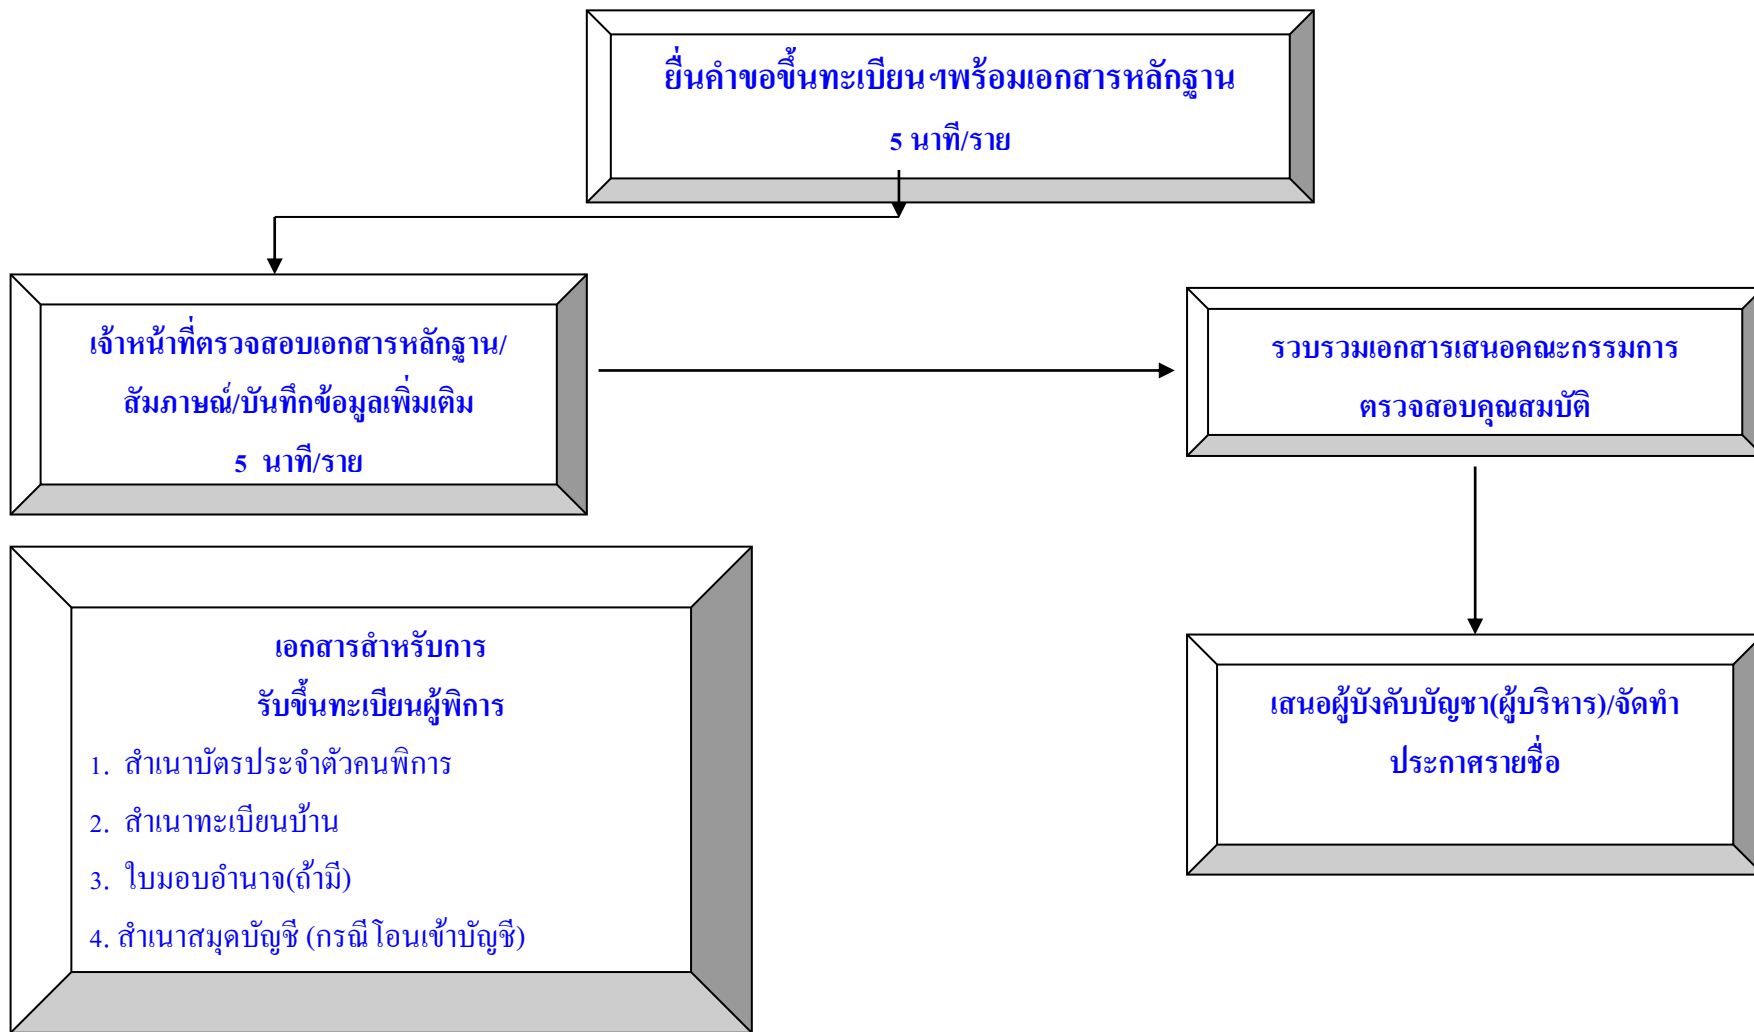 ยื่นคำขอขึ้นทะเบียนฯพร้อมเอกสารหลักฐาน
5 นาที/ราย
เจ้าหน้าที่ตรวจสอบเอกสารหลักฐาน/
สัมภาษณ์/บันทึกข้อมูลเพิ่มเติม
5 นาที/ราย
รวบรวมเอกสารเสนอคณะกรรมการ
ตรวจสอบคุณสมบัติ
เอกสารสำหรับการ
รับขึ้นทะเบียนผู้พิการ
1. สำเนาบัตรประจำตัวคนพิการ
2. สำเนาทะเบียนบ้าน
3. ใบมอบอำนาจ(ถ้ามี)
4. สำเนาสมุดบัญชี (กรณีโอนเข้าบัญชี)
เสนอผู้บังคับบัญชา(ผู้บริหาร)/จัดทำ
ประกาศรายชื่อ